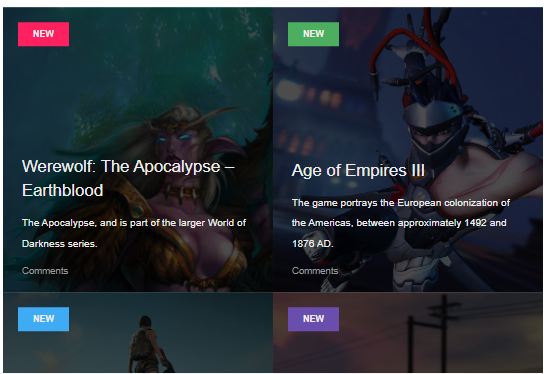 NEW
Werewolf: The Apocalypse –
Earthblood
The Apocalypse, and is part of the larger World of
Darkness series.
Comments
NEW
Age of Empires III
The game portrays the European colonization of
the Americas, between approximately 1492 and
1876 AD.
Comments
NEW
NEW